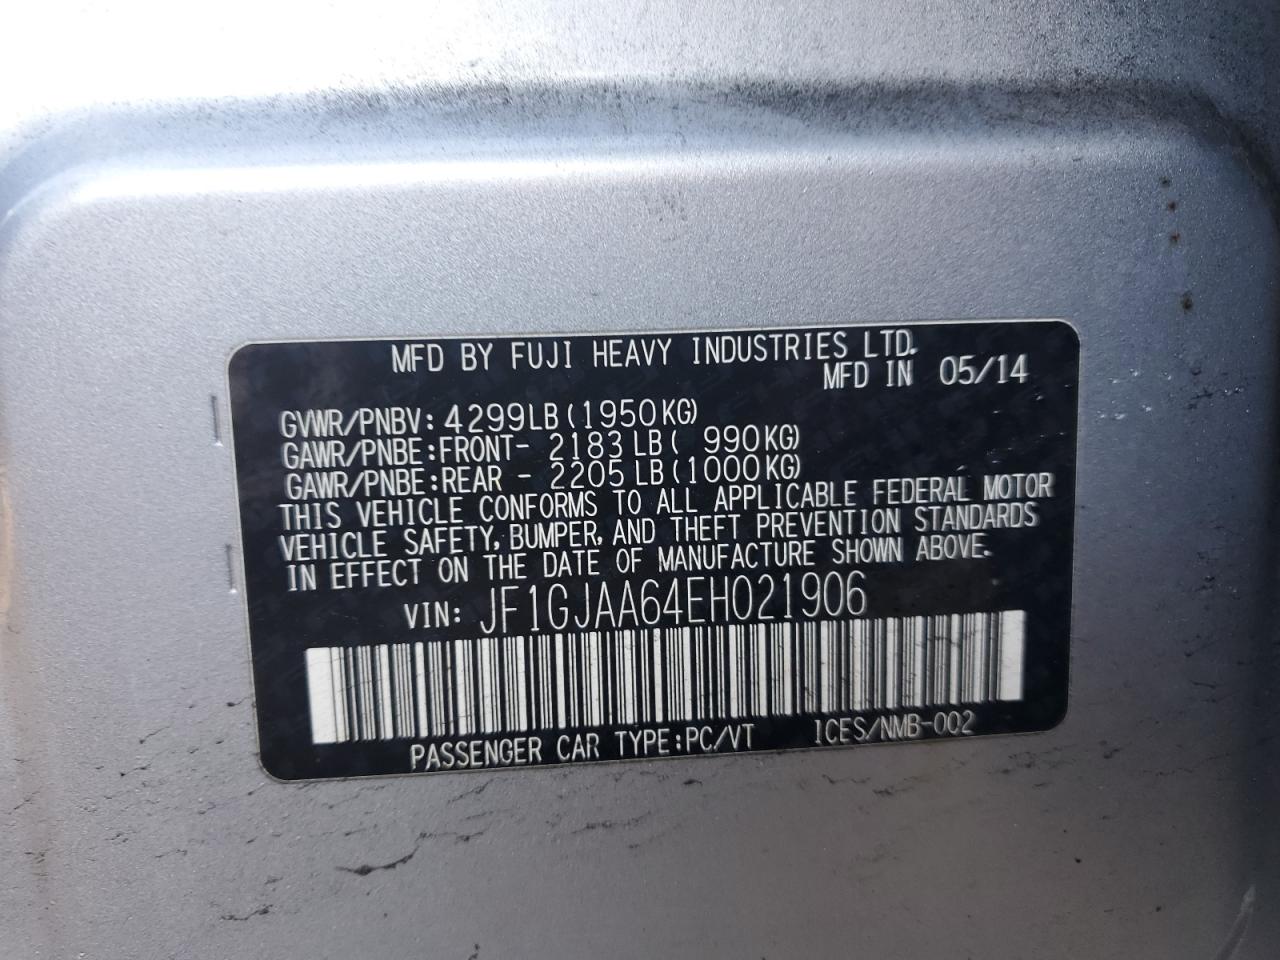 MFD BY FUJI HEAVY INDUSTRIES LTD.
MFD IN 05/14
GVWR/PNBV: 4299LB (1950KG)
GAWR/PNBE: FRONT- 2183 LB ( 990KG)
GAWR/PNBE: REAR - 2205 LB (1000KG)
THIS VEHICLE CONFORMS TO ALL APPLICABLE FEDERAL MOTOR
VEHICLE SAFETY, BUMPER, AND THEFT PREVENTION STANDARDS
IN EFFECT ON THE DATE OF MANUFACTURE SHOWN ABOVE.
VIN: JF1GJAA64EH021906
PASSENGER CAR TYPE: PC/VT ICES/NMB-002